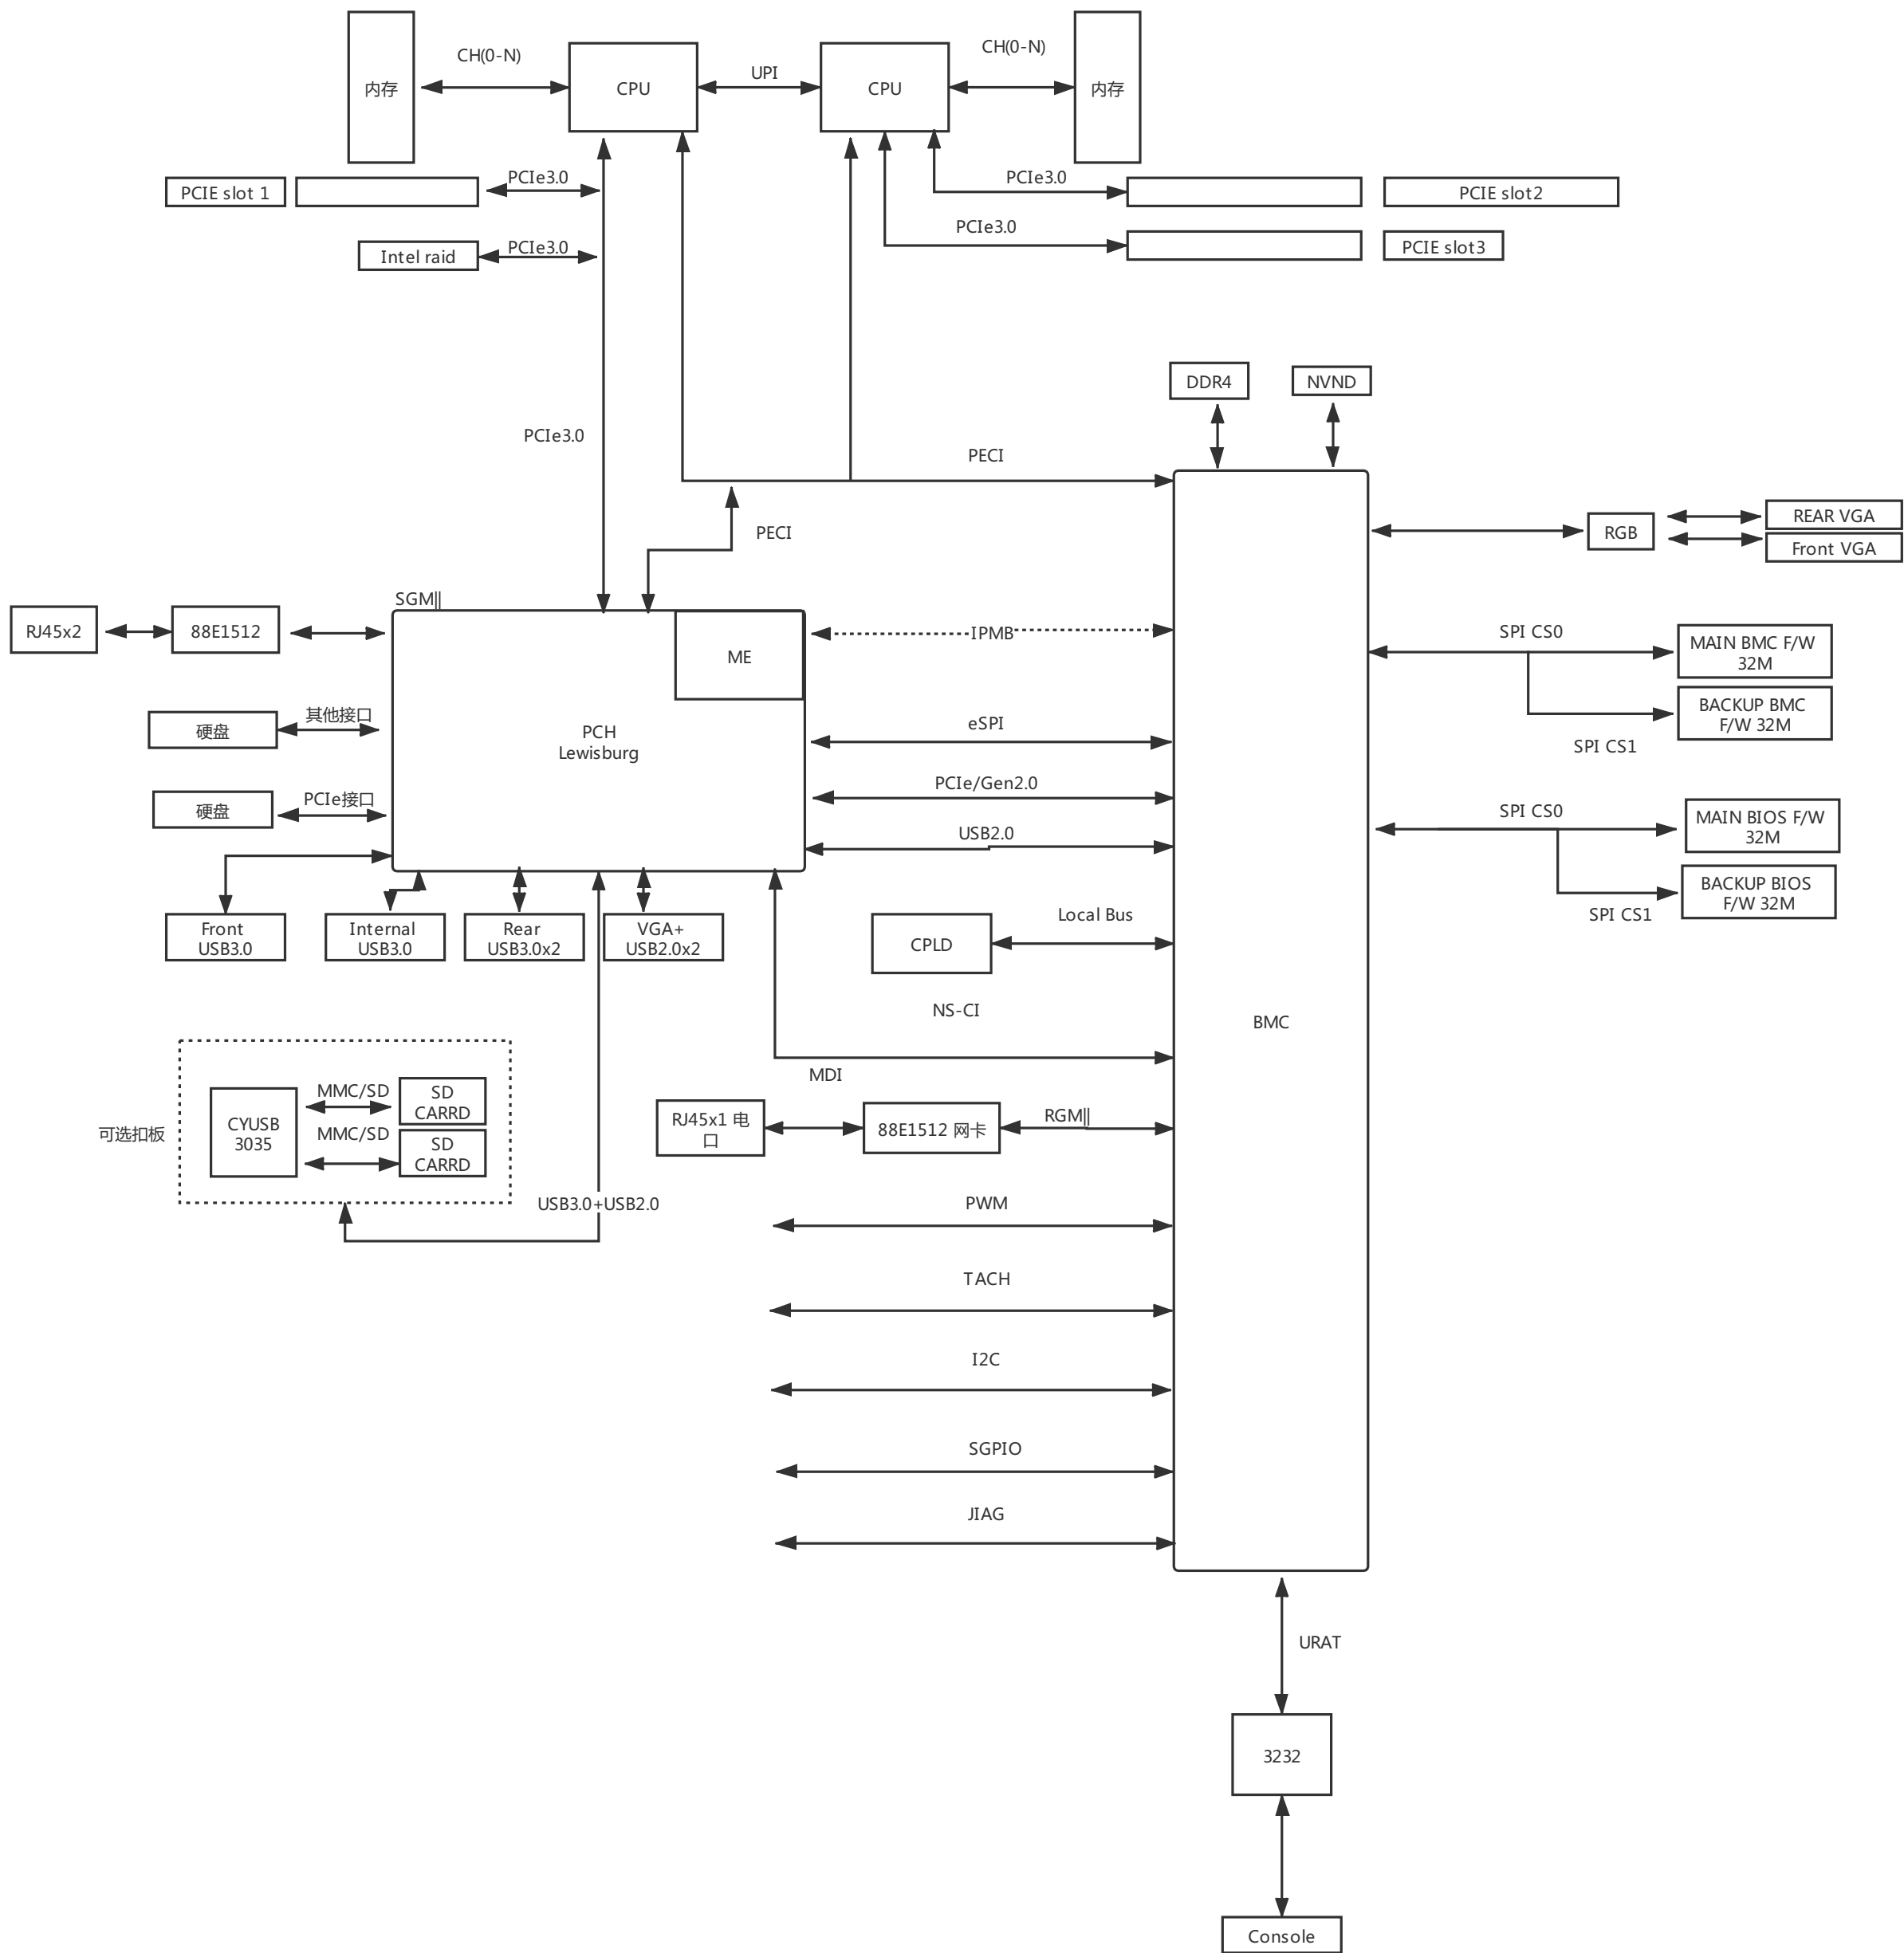 CH(0-N)
CH(0-N)
内存
CPU
UPI
CPU
内存
PCIe3.0
PCIE slot 1
PCIe3.0
PCIE slot2
Intel raid
PCIe3.0
PCIe3.0
PCIE slot3
DDR4
NVND
PCIe3.0
PECI
PECI
RGB
REAR VGA
Front VGA
SGM||
RJ45x2
88E1512
ME
IPMB
SPI CS0
MAIN BMC F/W
32M
BACKUP BMC
F/W 32M
SPI CS1
硬盘
其他接口
PCH
Lewisburg
eSPI
PCIe/Gen2.0
硬盘
PCIe接口
USB2.0
SPI CS0
MAIN BIOS F/W
32M
BACKUP BIOS
F/W 32M
SPI CS1
Front
USB3.0
Internal
USB3.0
Rear
USB3.0x2
VGA+
USB2.0x2
CPLD
Local Bus
NS-CI
BMC
MDI
可选扣板
CYUSB
3035
MMC/SD
SD
CARRD
MMC/SD
SD
CARRD
RJ45x1 电
口
88E1512 网卡
RGM||
USB3.0+USB2.0
PWM
TACH
I2C
SGPIO
JIAG
URAT
3232
Console